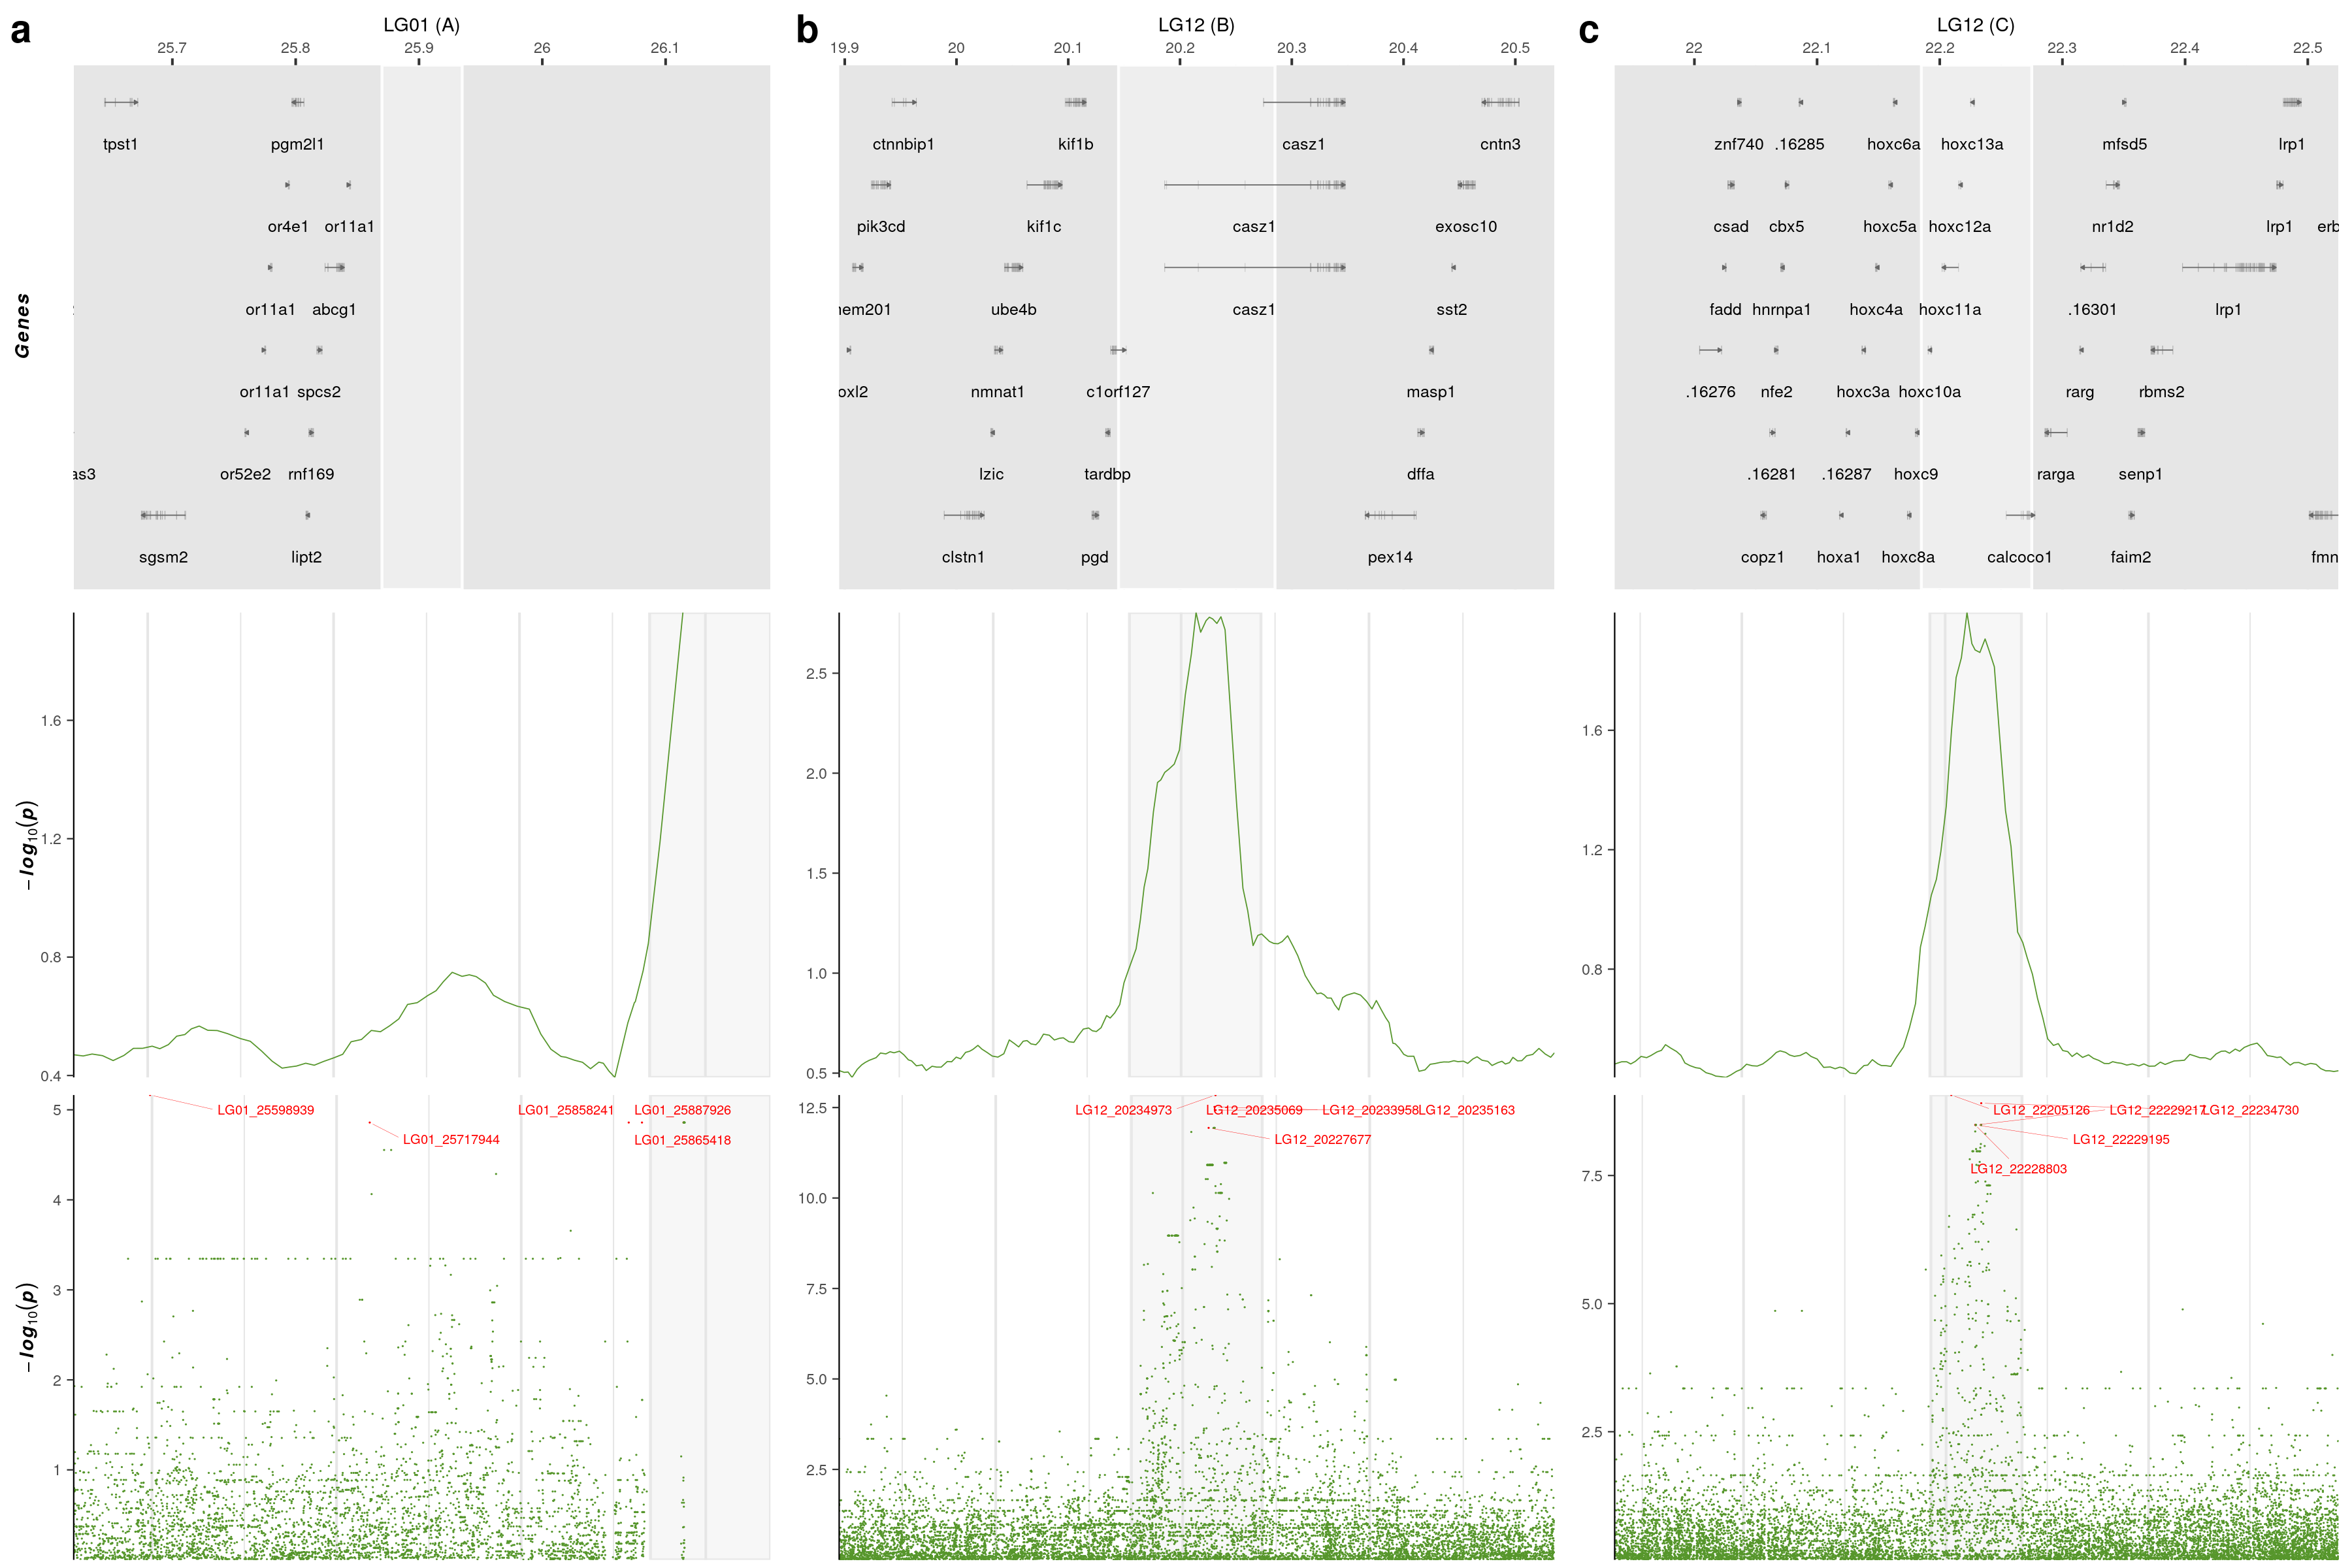 a
LG01 (A)
25.7 25.8 25.9 26 26.1
tpst1 pgm2l1
or4e1 or11a1
or11a1 abcg1
or11a1 spcs2
as3 or52e2 rnf169
sgsm2 lipt2
Genes
b
LG12 (B)
19.9 20 20.1 20.2 20.3 20.4 20.5
ctnnbip1 kif1b casz1 cntn3
pik3cd kif1c casz1 exosc10
em201 ube4b casz1 sst2
oxl2 nmnat1 c1orf127 masp1
lzic tardbp dffa
clstn1 pgd pex14
c
LG12 (C)
22 22.1 22.2 22.3 22.4 22.5
znf740 .16285 hoxc6a hoxc13a mfsd5 lrp1
csad cbx5 hoxc5a hoxc12a nr1d2 lrp1 erb
fadd hnrnpa1 hoxc4a hoxc11a .16301 lrp1
.16276 nfe2 hoxc3a hoxc10a rarg rbms2
.16281 .16287 hoxc9 rarga senp1
copz1 hoxa1 hoxc8a calcoco1 faim2 fmn
−log10(p)
1.6
1.2
0.8
0.4
2.5
2.0
1.5
1.0
0.5
1.6
1.2
0.8
−log10(p)
5
4
3
2
1
LG01_25598939 LG01_25858241 LG01_25887926
LG01_25717944 LG01_25865418
12.5
10.0
7.5
5.0
2.5
LG12_20234973 LG12_20235069 LG12_20233958 LG12_20235163
LG12_20227677
7.5
5.0
2.5
LG12_22205126 LG12_22229217 LG12_22234730
LG12_22229195
LG12_22228803